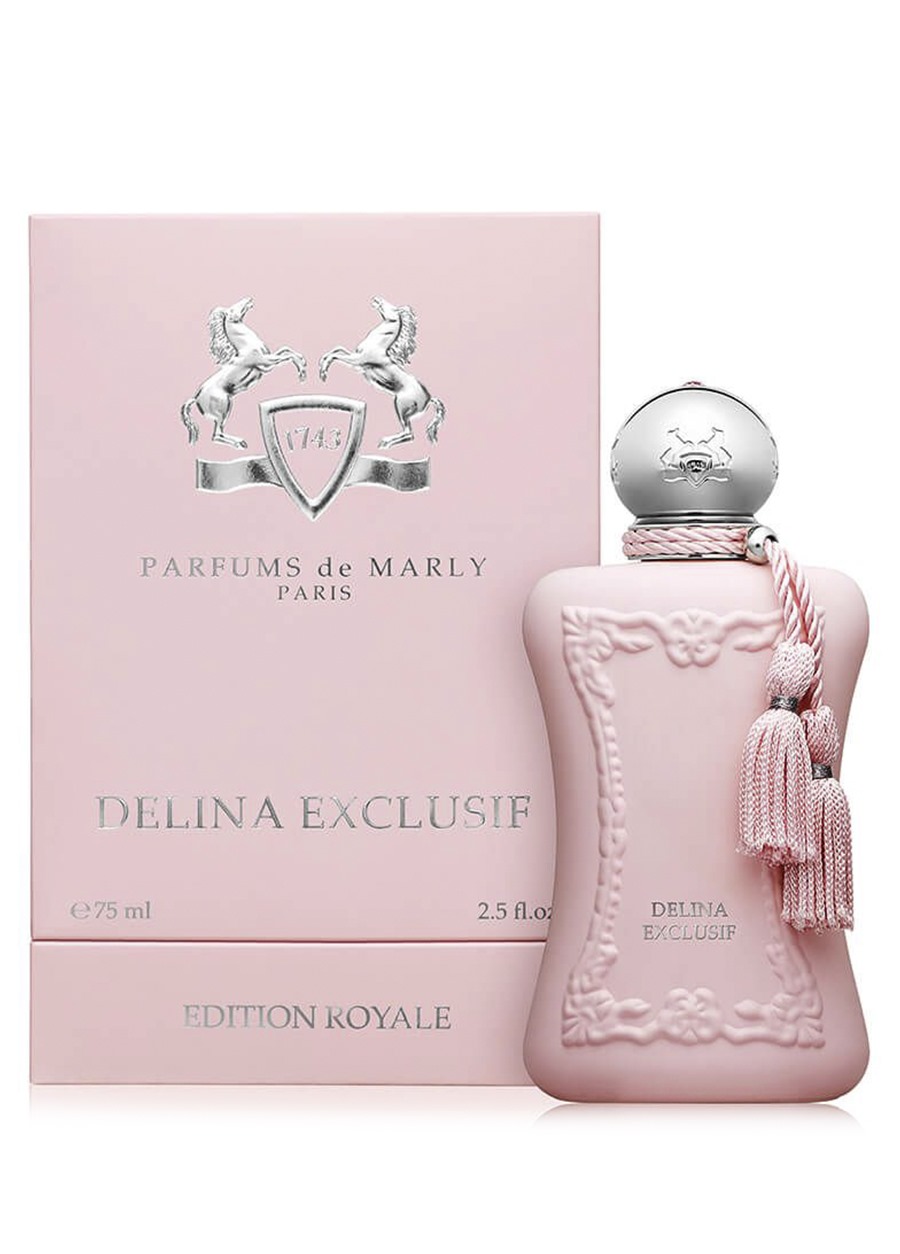 1743
PARFUMS de MARLY
PARIS
DELINA EXCLUSIF
℮75 ml
2.5 fl.oz
EDITION ROYALE
DELINA
EXCLUSIF